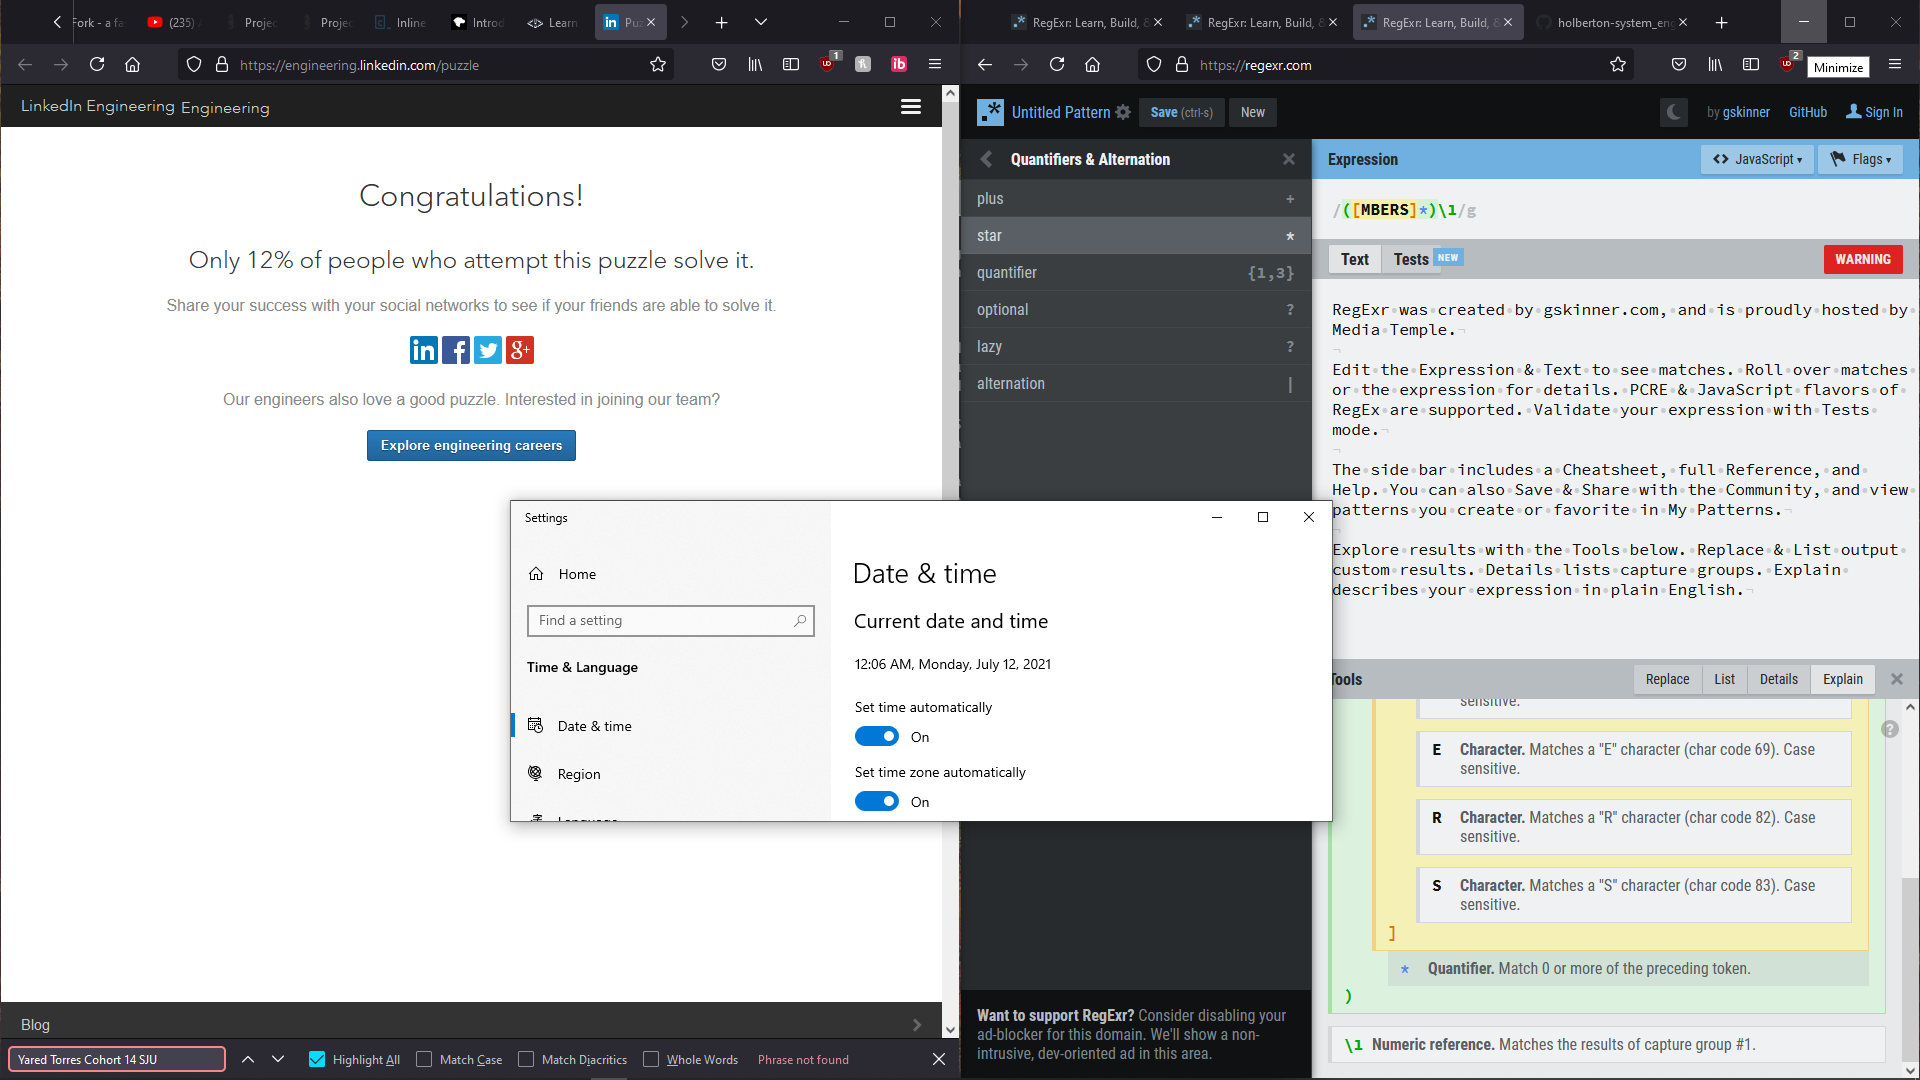 Fork - a fa
(235)
Projec
Projec
Inline
Introd
Learn
Puz
https://engineering.linkedin.com/puzzle
1
LinkedIn Engineering Engineering
Congratulations!
Only 12% of people who attempt this puzzle solve it.
Share your success with your social networks to see if your friends are able to solve it.
in f g+
Our engineers also love a good puzzle. Interested in joining our team?
Explore engineering careers
Blog
Yared Torres Cohort 14 SJU
Highlight All
Match Case
Match Diacritics
Whole Words
Phrase not found
Settings
Home
Find a setting
Time & Language
Date & time
Region
Language
Date & time
Current date and time
12:06 AM, Monday, July 12, 2021
Set time automatically
On
Set time zone automatically
On
RegExr: Learn, Build, &
RegExr: Learn, Build, &
RegExr: Learn, Build, &
holberton-system_eng
https://regexr.com
2
Minimize
.* Untitled Pattern
Save (ctrl-s)
New
by gskinner
GitHub
Sign In
Quantifiers & Alternation
plus +
star *
quantifier {1,3}
optional ?
lazy ?
alternation |
Want to support RegExr? Consider disabling your
ad-blocker for this domain. We'll show a non-
intrusive, dev-oriented ad in this area.
Expression
<> JavaScript
Flags
/([MBERS]*)\1/g
Text
Tests NEW
WARNING
RegExr was created by gskinner.com, and is proudly hosted by
Media Temple.
Edit the Expression & Text to see matches. Roll over matches
or the expression for details. PCRE & JavaScript flavors of
RegEx are supported. Validate your expression with Tests
mode.
The side bar includes a Cheatsheet, full Reference, and
Help. You can also Save & Share with the Community, and view
patterns you create or favorite in My Patterns.
Explore results with the Tools below. Replace & List output
custom results. Details lists capture groups. Explain
describes your expression in plain English.
Tools
Replace
List
Details
Explain
sensitive.
?
E Character. Matches a "E" character (char code 69). Case
sensitive.
R Character. Matches a "R" character (char code 82). Case
sensitive.
S Character. Matches a "S" character (char code 83). Case
sensitive.
]
* Quantifier. Match 0 or more of the preceding token.
)
\1 Numeric reference. Matches the results of capture group #1.